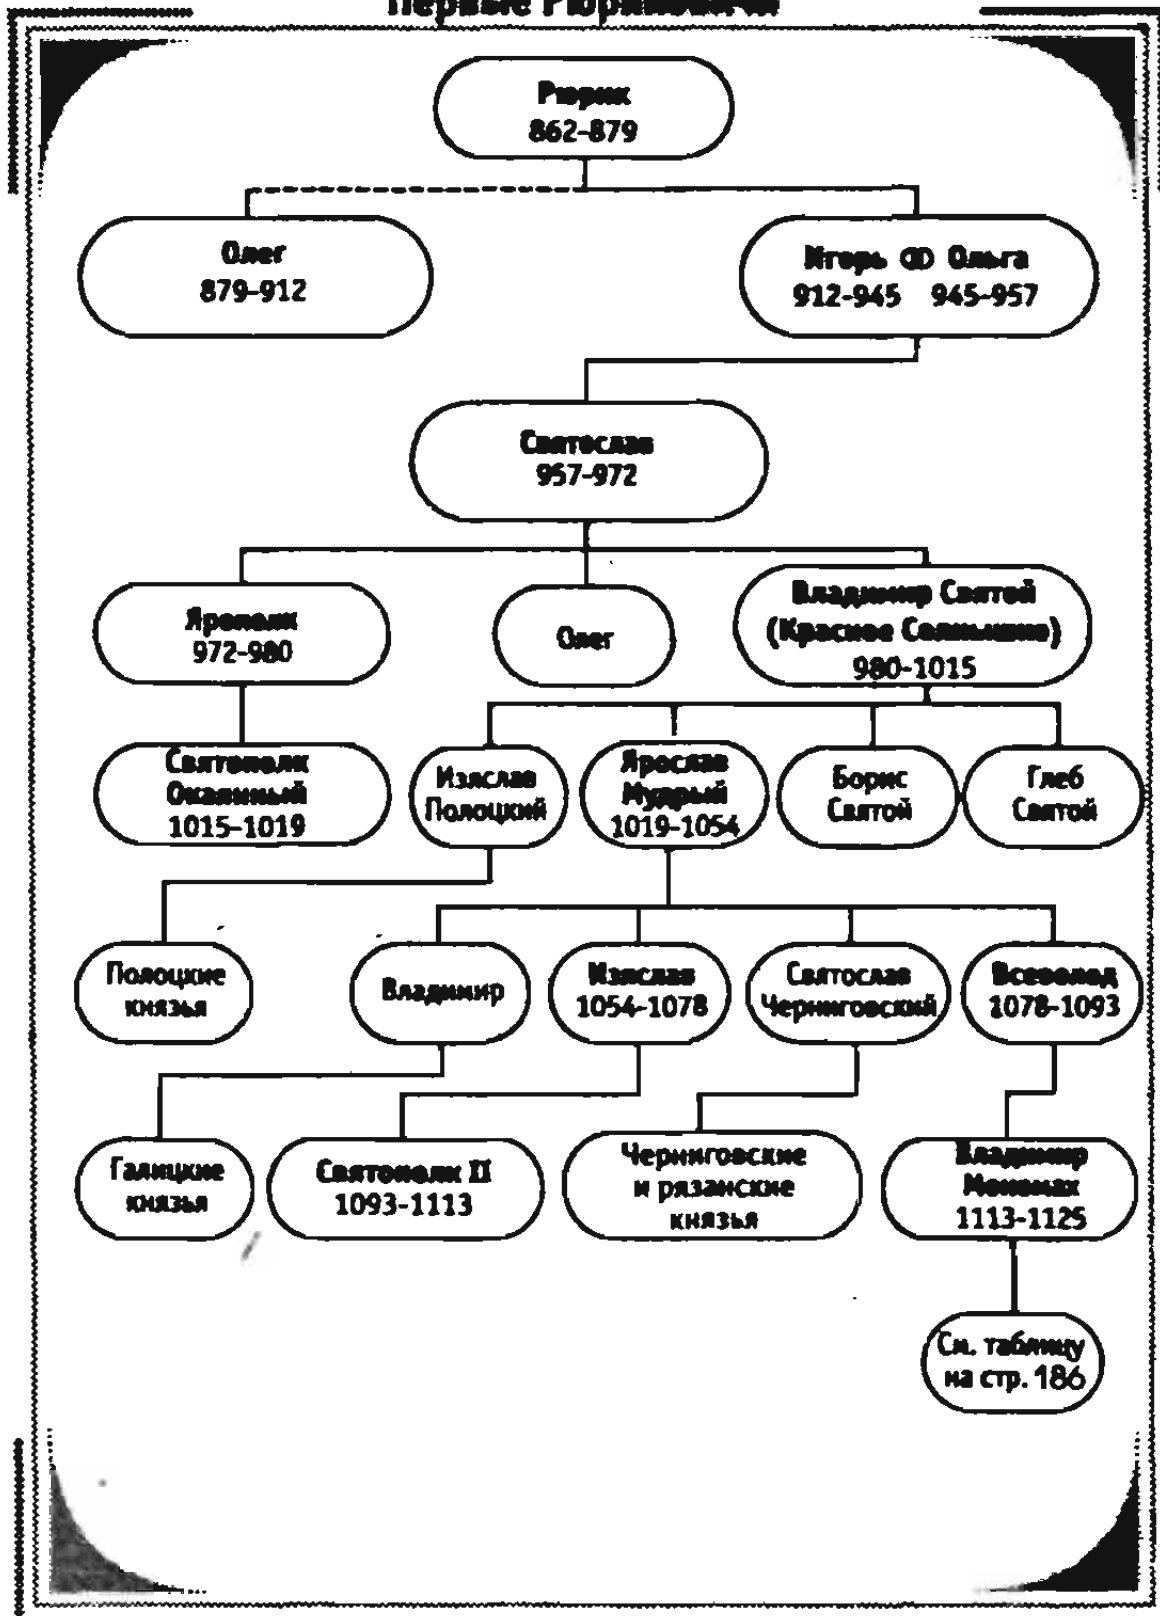 Первые Рюриковичи
Рюрик
862-879
Олег
879-912
Игорь Ⴔ Ольга
912-945 945-957
Святослав
957-972
Ярополк
972-980
Олег
Владимир Святой
(Красное Солнышко)
980-1015
Святополк
Окаянный
1015-1019
Изяслав
Полоцкий
Ярослав
Мудрый
1019-1054
Борис
Святой
Глеб
Святой
Полоцкие
князья
Владимир
Изяслав
1054-1078
Святослав
Черниговский
Всеволод
1078-1093
Галицкие
князья
Святополк II
1093-1113
Черниговские
и рязанские
князья
Владимир
Мономах
1113-1125
См. таблицу
на стр. 186